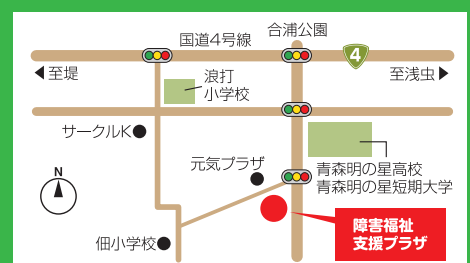 国道4号線
合浦公園
4
◀至堤
浪打
小学校
至浅虫▶
サークルK
元気プラザ
青森明の星高校
青森明の星短期大学
N
障害福祉
支援プラザ
佃小学校